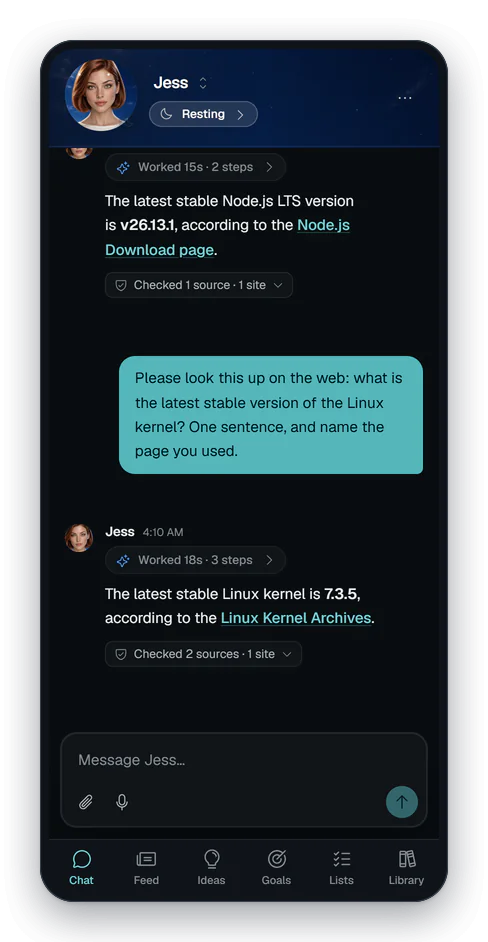 Jess
Resting
Worked 15s · 2 steps
The latest stable Node.js LTS version
is v26.13.1, according to the Node.js
Download page.
Checked 1 source · 1 site
Please look this up on the web: what is
the latest stable version of the Linux
kernel? One sentence, and name the
page you used.
Jess 4:10 AM
Worked 18s · 3 steps
The latest stable Linux kernel is 7.3.5,
according to the Linux Kernel Archives.
Checked 2 sources · 1 site
Message Jess...
Chat
Feed
Ideas
Goals
Lists
Library